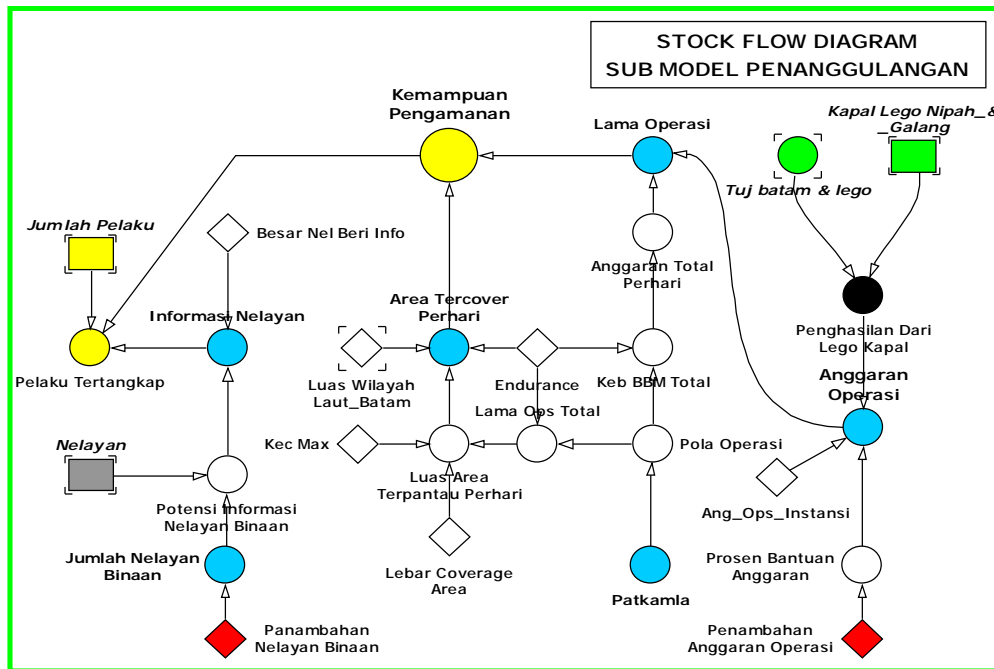 STOCK FLOW DIAGRAM
SUB MODEL PENANGGULANGAN
Kemampuan
Pengamanan
Lama Operasi
Kapal Lego Nipah_&
_Galang
Tuj batam & lego
Jumlah Pelaku
Besar Nel Beri Info
Anggaran Total
Perhari
Informasi Nelayan
Area Tercover
Perhari
Penghasilan Dari
Lego Kapal
Pelaku Tertangkap
Luas Wilayah
Laut_Batam
Endurance
Keb BBM Total
Anggaran
Operasi
Lama Ops Total
Nelayan
Kec Max
Pola Operasi
Luas Area
Terpantau Perhari
Potensi Informasi
Nelayan Binaan
Ang_Ops_Instansi
Jumlah Nelayan
Binaan
Lebar Coverage
Area
Patkamla
Prosen Bantuan
Anggaran
Panambahan
Nelayan Binaan
Penambahan
Anggaran Operasi